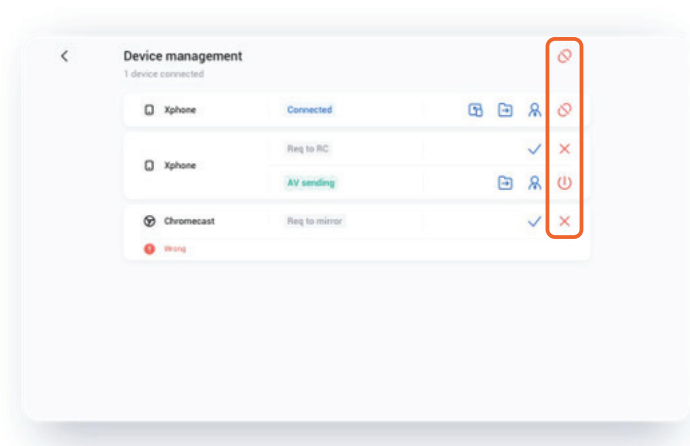 Device management
1 device connected
Xphone Connected
Req to RC
Xphone
AV sending
Chromecast Req to mirror
Wrong